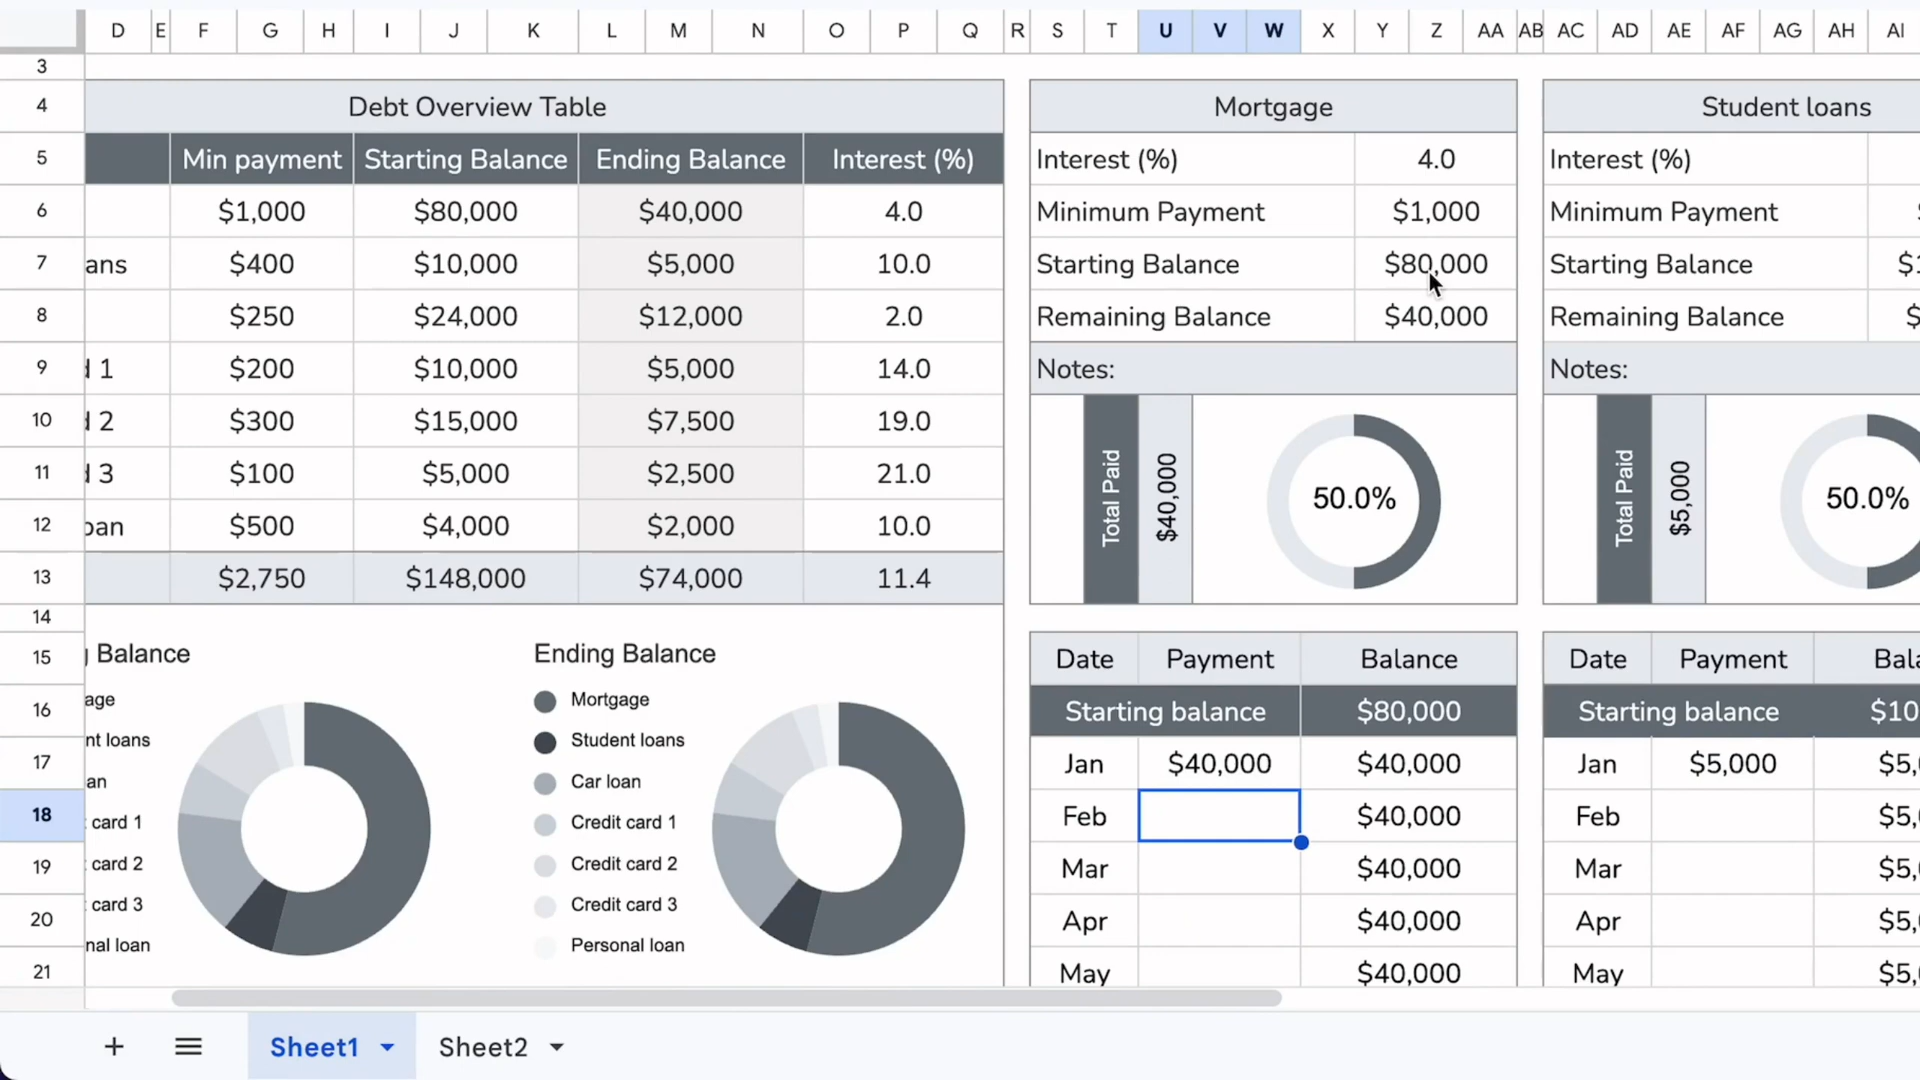 D E F G H I J K L M N O P Q R S T U V W X Y Z AA AB AC AD AE AF AG AH AI
3
4 Debt Overview Table Mortgage Student loans
5 Min payment Starting Balance Ending Balance Interest (%) Interest (%) 4.0 Interest (%)
6 $1,000 $80,000 $40,000 4.0 Minimum Payment $1,000 Minimum Payment
7 ans $400 $10,000 $5,000 10.0 Starting Balance $80,000 Starting Balance $1
8 $250 $24,000 $12,000 2.0 Remaining Balance $40,000 Remaining Balance $
9 d 1 $200 $10,000 $5,000 14.0 Notes: Notes:
10 d 2 $300 $15,000 $7,500 19.0
11 d 3 $100 $5,000 $2,500 21.0 Total Paid $40,000 50.0% Total Paid $5,000 50.0%
12 oan $500 $4,000 $2,000 10.0
13 $2,750 $148,000 $74,000 11.4
14
15 g Balance Ending Balance Date Payment Balance Date Payment Bala
16 age Mortgage Starting balance $80,000 Starting balance $10
nt loans Student loans
17 an Car loan Jan $40,000 $40,000 Jan $5,000 $5,
18 card 1 Credit card 1 Feb $40,000 Feb $5,
19 card 2 Credit card 2 Mar $40,000 Mar $5,
20 card 3 Credit card 3 Apr $40,000 Apr $5,
nal loan Personal loan
21 May $40,000 May $5,
+ Sheet1 Sheet2